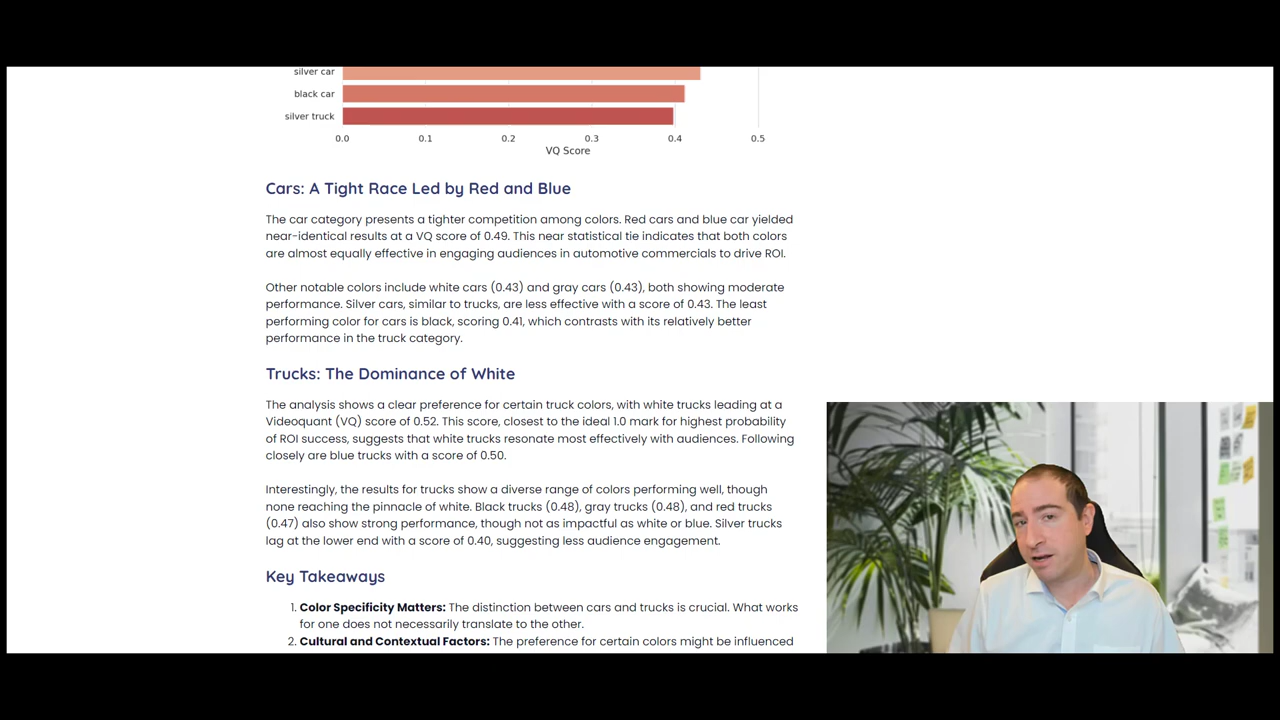 silver car
black car
silver truck
0.0 0.1 0.2 0.3 0.4 0.5
VQ Score
Cars: A Tight Race Led by Red and Blue
The car category presents a tighter competition among colors. Red cars and blue car yielded
near-identical results at a VQ score of 0.49. This near statistical tie indicates that both colors
are almost equally effective in engaging audiences in automotive commercials to drive ROI.
Other notable colors include white cars (0.43) and gray cars (0.43), both showing moderate
performance. Silver cars, similar to trucks, are less effective with a score of 0.43. The least
performing color for cars is black, scoring 0.41, which contrasts with its relatively better
performance in the truck category.
Trucks: The Dominance of White
The analysis shows a clear preference for certain truck colors, with white trucks leading at a
Videoquant (VQ) score of 0.52. This score, closest to the ideal 1.0 mark for highest probability
of ROI success, suggests that white trucks resonate most effectively with audiences. Following
closely are blue trucks with a score of 0.50.
Interestingly, the results for trucks show a diverse range of colors performing well, though
none reaching the pinnacle of white. Black trucks (0.48), gray trucks (0.48), and red trucks
(0.47) also show strong performance, though not as impactful as white or blue. Silver trucks
lag at the lower end with a score of 0.40, suggesting less audience engagement.
Key Takeaways
1. Color Specificity Matters: The distinction between cars and trucks is crucial. What works
for one does not necessarily translate to the other.
2. Cultural and Contextual Factors: The preference for certain colors might be influenced